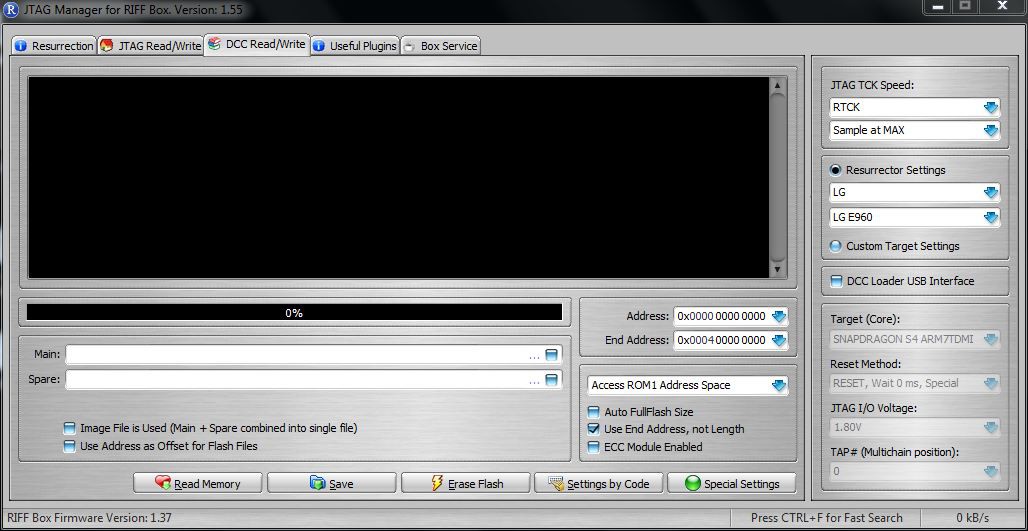 JTAG Manager for RIFF Box. Version: 1.55
Resurrection JTAG Read/Write DCC Read/Write Useful Plugins Box Service
JTAG TCK Speed:
RTCK
Sample at MAX
Resurrector Settings
LG
LG E960
Custom Target Settings
DCC Loader USB Interface
0%
Address: 0x0000 0000 0000
End Address: 0x0004 0000 0000
Main: ...
Spare: ...
Access ROM1 Address Space
Auto FullFlash Size
Use End Address, not Length
ECC Module Enabled
Image File is Used (Main + Spare combined into single file)
Use Address as Offset for Flash Files
Target (Core):
SNAPDRAGON S4 ARM7TDMI
Reset Method:
RESET, Wait 0 ms, Special
JTAG I/O Voltage:
1.80V
TAP# (Multichain position):
0
Read Memory Save Erase Flash Settings by Code Special Settings
RIFF Box Firmware Version: 1.37 Press CTRL+F for Fast Search 0 kB/s